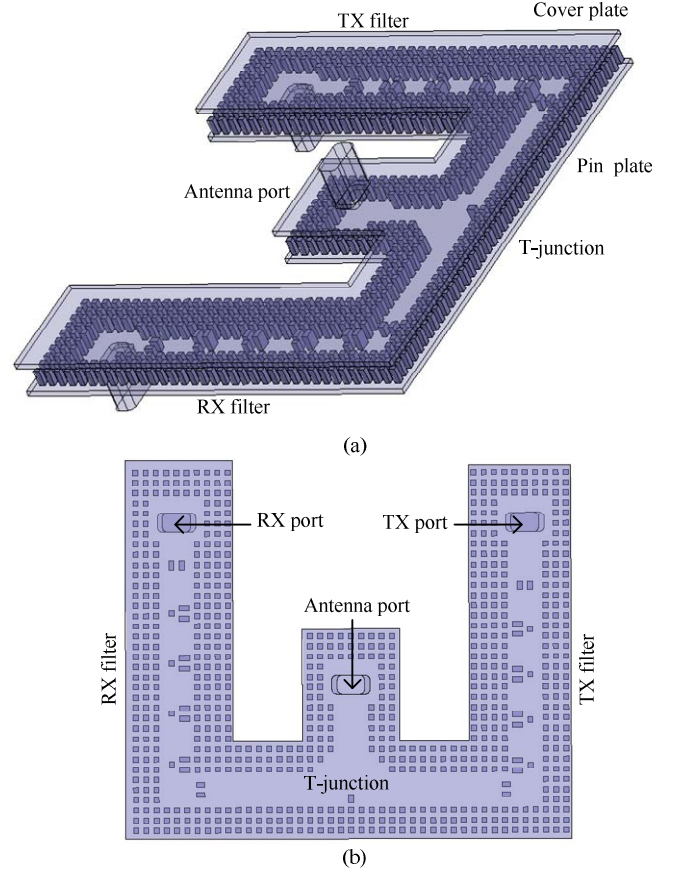 Cover plate
TX filter
Pin plate
Antenna port
T-junction
RX filter
(a)
RX port
TX port
Antenna port
RX filter
TX filter
T-junction
(b)